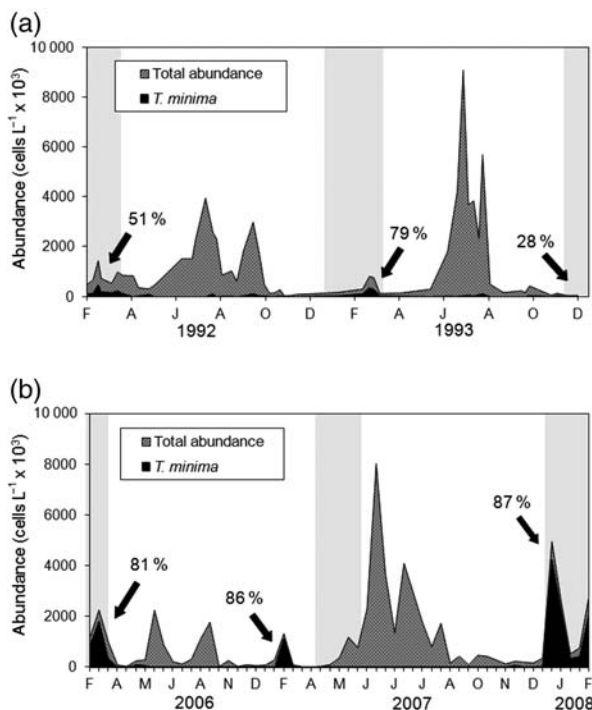 (a)
Abundance (cells L⁻¹ x 10³)
10 000
8000
6000
4000
2000
0
Total abundance
T. minima
51 %
79 %
28 %
F A J A O D F A J A O D
1992 1993
(b)
Abundance (cells L⁻¹ x 10³)
10 000
8000
6000
4000
2000
0
Total abundance
T. minima
81 %
86 %
87 %
F A M J A S N D F A M J J A S O N D J F
2006 2007 2008